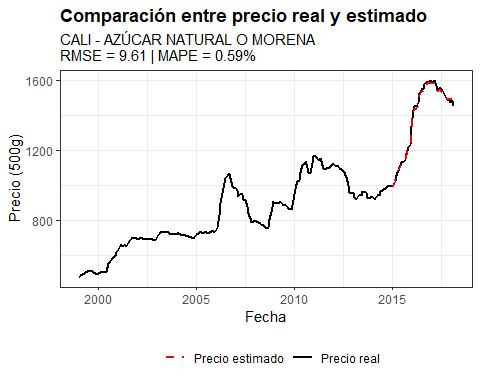 Comparación entre precio real y estimado
CALI - AZÚCAR NATURAL O MORENA
RMSE = 9.61 | MAPE = 0.59%
Precio (500g)
1600
1200
800
2000 2005 2010 2015
Fecha
Precio estimado Precio real